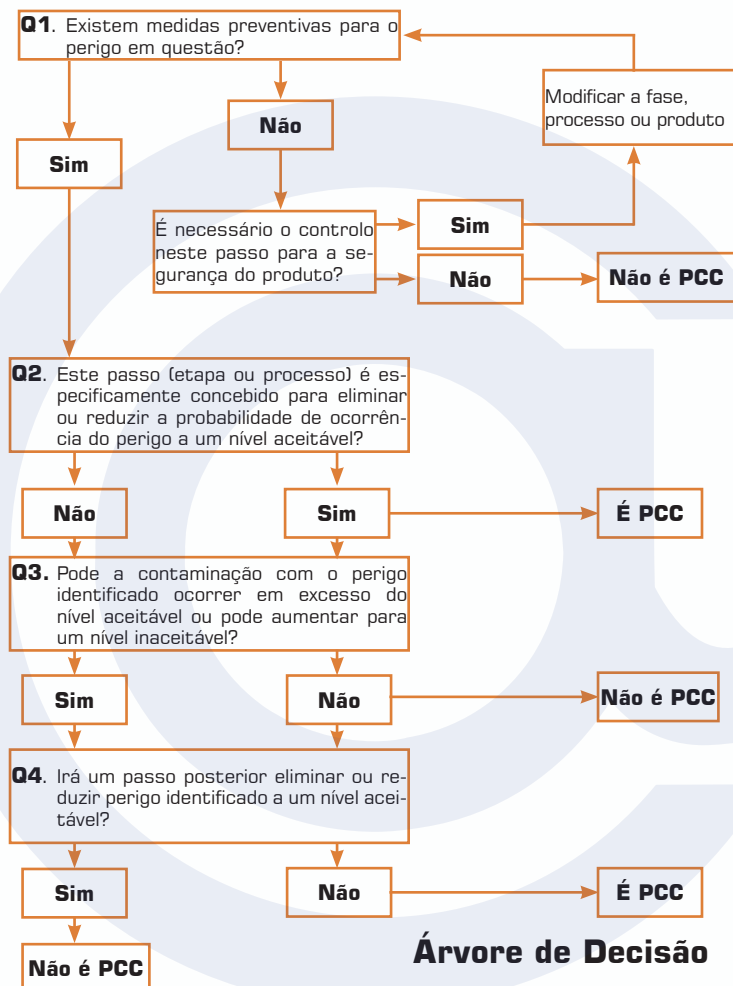 Q1. Existem medidas preventivas para o
perigo em questão?
Modificar a fase,
processo ou produto
Não
Sim
É necessário o controlo
neste passo para a se-
gurança do produto?
Sim
Não
Não é PCC
Q2. Este passo (etapa ou processo) é es-
pecificamente concebido para eliminar
ou reduzir a probabilidade de ocorrên-
cia do perigo a um nível aceitável?
Não
Sim
É PCC
Q3. Pode a contaminação com o perigo
identificado ocorrer em excesso do
nível aceitável ou pode aumentar para
um nível inaceitável?
Sim
Não
Não é PCC
Q4. Irá um passo posterior eliminar ou re-
duzir perigo identificado a um nível acei-
tável?
Sim
Não
É PCC
Não é PCC
Árvore de Decisão